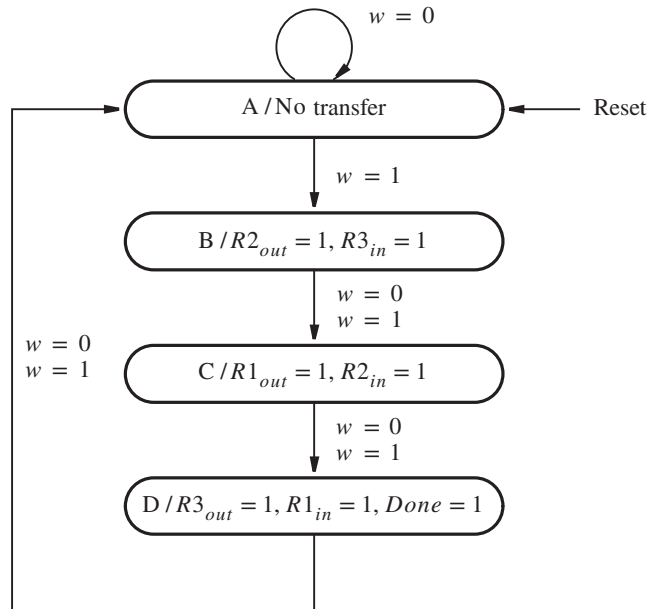 w = 0
A / No transfer
Reset
w = 1
B / R2out = 1, R3in = 1
w = 0
w = 1
w = 0
w = 1
C / R1out = 1, R2in = 1
w = 0
w = 1
D / R3out = 1, R1in = 1, Done = 1